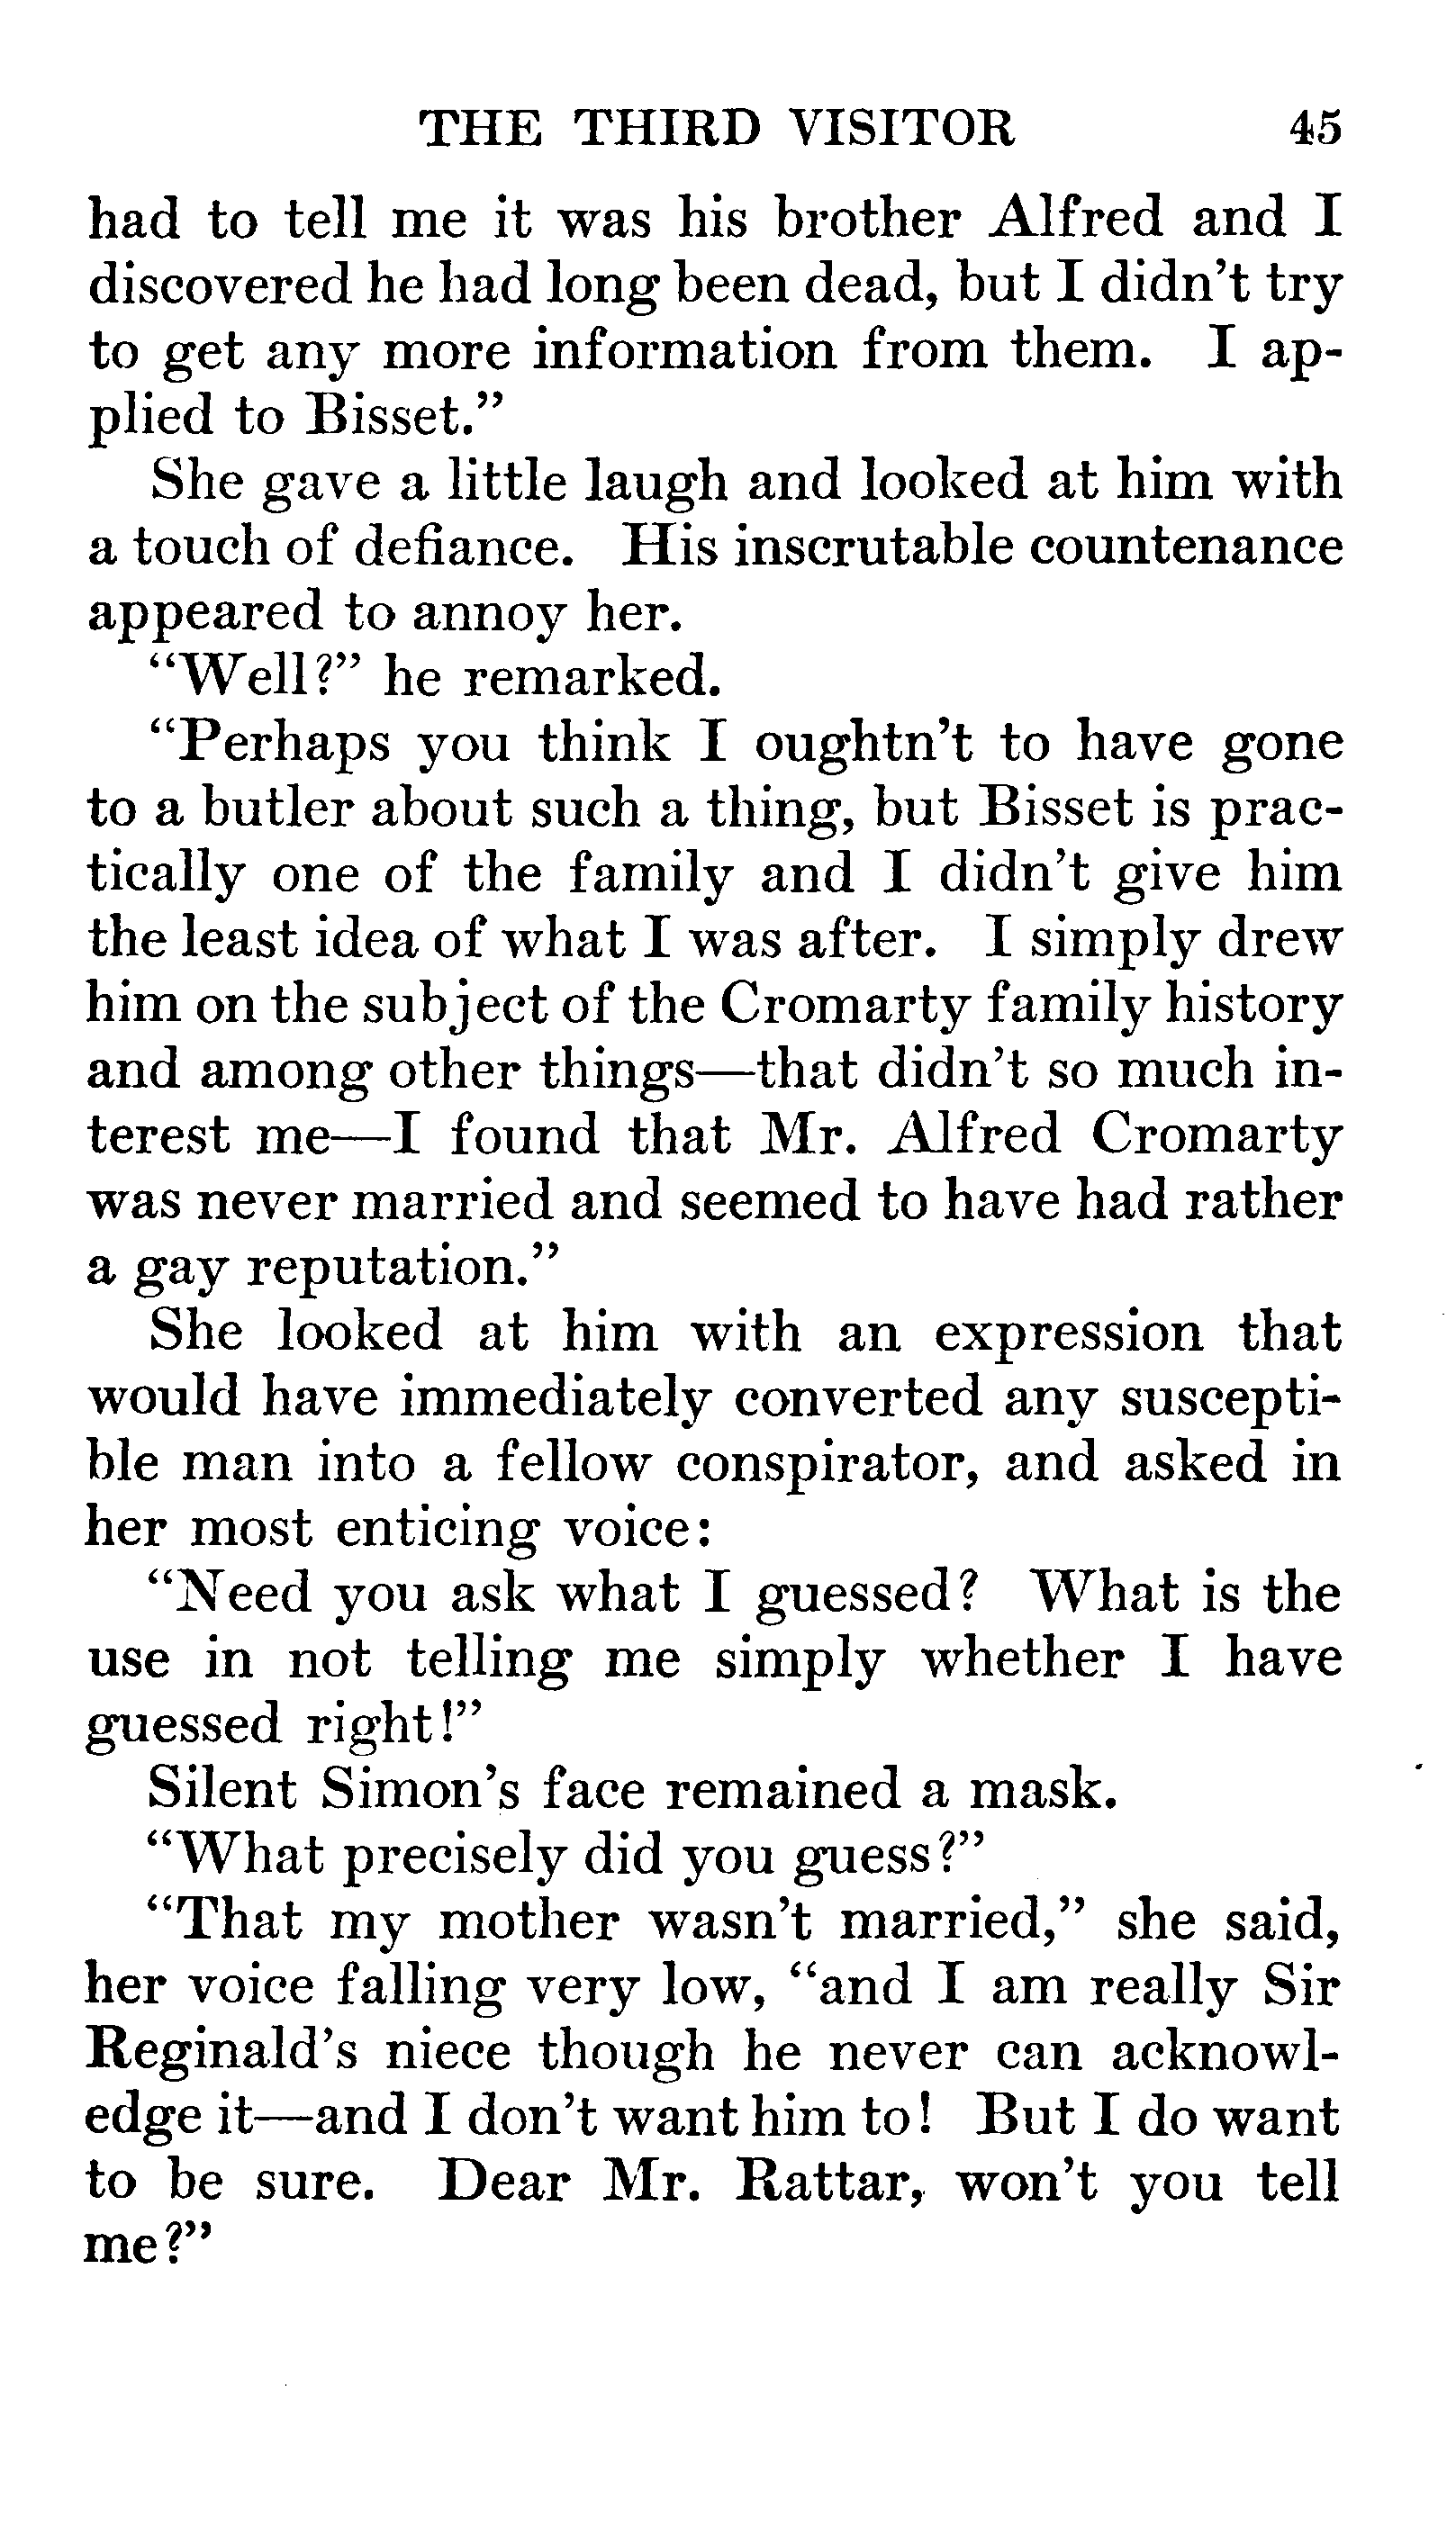 THE THIRD VISITOR 45
had to tell me it was his brother Alfred and I
discovered he had long been dead, but I didn't try
to get any more information from them. I ap-
plied to Bisset."
She gave a little laugh and looked at him with
a touch of defiance. His inscrutable countenance
appeared to annoy her.
"Well?" he remarked.
"Perhaps you think I oughtn't to have gone
to a butler about such a thing, but Bisset is prac-
tically one of the family and I didn't give him
the least idea of what I was after. I simply drew
him on the subject of the Cromarty family history
and among other things—that didn't so much in-
terest me—I found that Mr. Alfred Cromarty
was never married and seemed to have had rather
a gay reputation."
She looked at him with an expression that
would have immediately converted any suscepti-
ble man into a fellow conspirator, and asked in
her most enticing voice:
"Need you ask what I guessed? What is the
use in not telling me simply whether I have
guessed right!"
Silent Simon's face remained a mask.
"What precisely did you guess?"
"That my mother wasn't married," she said,
her voice falling very low, "and I am really Sir
Reginald's niece though he never can acknowl-
edge it—and I don't want him to! But I do want
to be sure. Dear Mr. Rattar, won't you tell
me?"